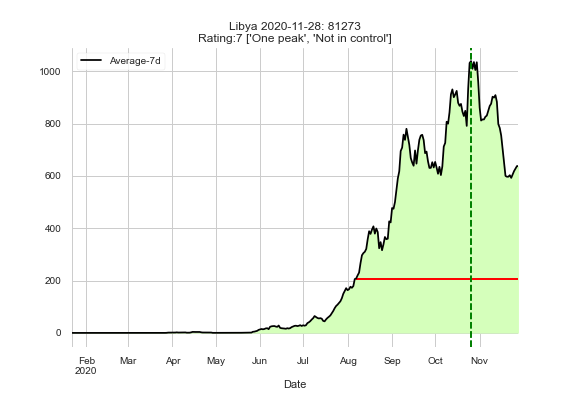 Libya 2020-11-28: 81273
Rating:7 ['One peak', 'Not in control']
Average-7d
1000
800
600
400
200
0
Feb Mar Apr May Jun Jul Aug Sep Oct Nov
2020
Date